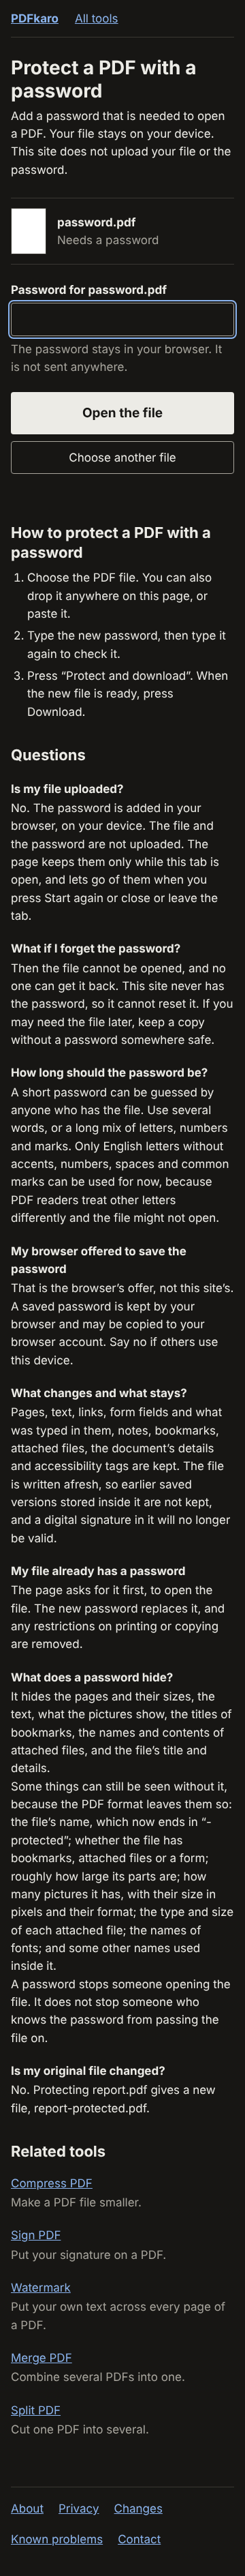 PDFkaro All tools
Protect a PDF with a
password
Add a password that is needed to open
a PDF. Your file stays on your device.
This site does not upload your file or the
password.
password.pdf
Needs a password
Password for password.pdf
The password stays in your browser. It
is not sent anywhere.
Open the file
Choose another file
How to protect a PDF with a
password
1. Choose the PDF file. You can also
drop it anywhere on this page, or
paste it.
2. Type the new password, then type it
again to check it.
3. Press “Protect and download”. When
the new file is ready, press
Download.
Questions
Is my file uploaded?
No. The password is added in your
browser, on your device. The file and
the password are not uploaded. The
page keeps them only while this tab is
open, and lets go of them when you
press Start again or close or leave the
tab.
What if I forget the password?
Then the file cannot be opened, and no
one can get it back. This site never has
the password, so it cannot reset it. If you
may need the file later, keep a copy
without a password somewhere safe.
How long should the password be?
A short password can be guessed by
anyone who has the file. Use several
words, or a long mix of letters, numbers
and marks. Only English letters without
accents, numbers, spaces and common
marks can be used for now, because
PDF readers treat other letters
differently and the file might not open.
My browser offered to save the
password
That is the browser’s offer, not this site’s.
A saved password is kept by your
browser and may be copied to your
browser account. Say no if others use
this device.
What changes and what stays?
Pages, text, links, form fields and what
was typed in them, notes, bookmarks,
attached files, the document’s details
and accessibility tags are kept. The file
is written afresh, so earlier saved
versions stored inside it are not kept,
and a digital signature in it will no longer
be valid.
My file already has a password
The page asks for it first, to open the
file. The new password replaces it, and
any restrictions on printing or copying
are removed.
What does a password hide?
It hides the pages and their sizes, the
text, what the pictures show, the titles of
bookmarks, the names and contents of
attached files, and the file’s title and
details.
Some things can still be seen without it,
because the PDF format leaves them so:
the file’s name, which now ends in “-
protected”; whether the file has
bookmarks, attached files or a form;
roughly how large its parts are; how
many pictures it has, with their size in
pixels and their format; the type and size
of each attached file; the names of
fonts; and some other names used
inside it.
A password stops someone opening the
file. It does not stop someone who
knows the password from passing the
file on.
Is my original file changed?
No. Protecting report.pdf gives a new
file, report-protected.pdf.
Related tools
Compress PDF
Make a PDF file smaller.
Sign PDF
Put your signature on a PDF.
Watermark
Put your own text across every page of
a PDF.
Merge PDF
Combine several PDFs into one.
Split PDF
Cut one PDF into several.
About Privacy Changes
Known problems Contact